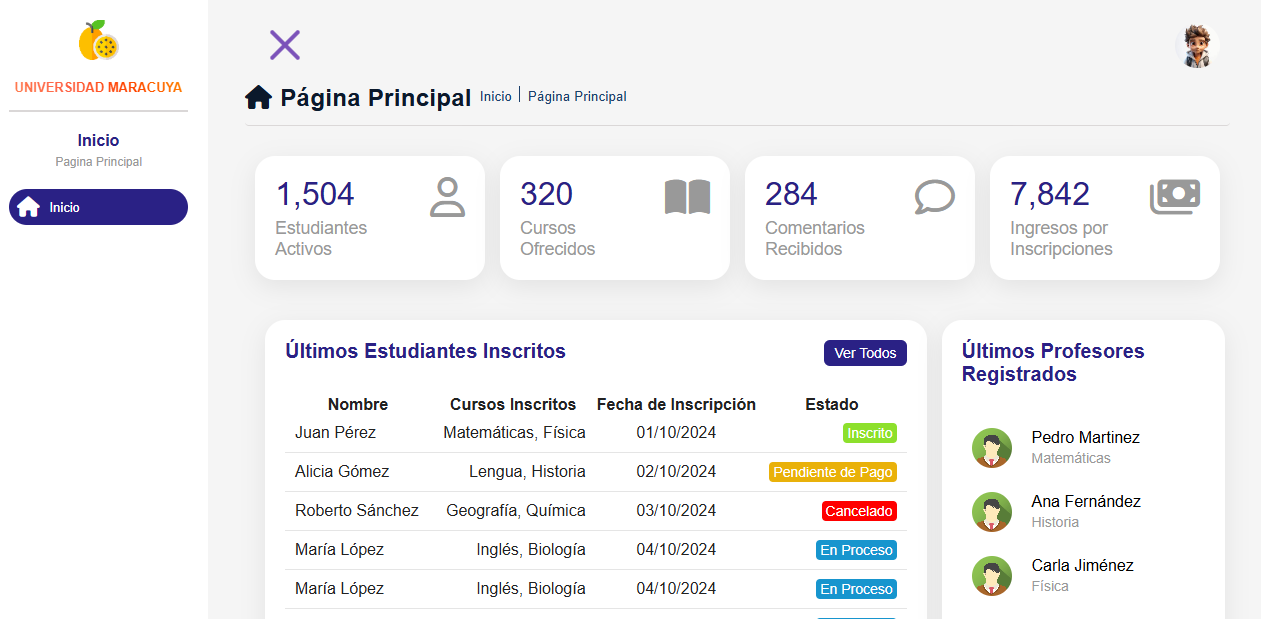 UNIVERSIDAD MARACUYA
Inicio
Pagina Principal
Inicio
Página Principal Inicio | Página Principal
1,504
Estudiantes
Activos
320
Cursos
Ofrecidos
284
Comentarios
Recibidos
7,842
Ingresos por
Inscripciones
Últimos Estudiantes Inscritos
Ver Todos
Nombre Cursos Inscritos Fecha de Inscripción Estado
Juan Pérez Matemáticas, Física 01/10/2024 Inscrito
Alicia Gómez Lengua, Historia 02/10/2024 Pendiente de Pago
Roberto Sánchez Geografía, Química 03/10/2024 Cancelado
María López Inglés, Biología 04/10/2024 En Proceso
María López Inglés, Biología 04/10/2024 En Proceso
Últimos Profesores
Registrados
Pedro Martinez
Matemáticas
Ana Fernández
Historia
Carla Jiménez
Física